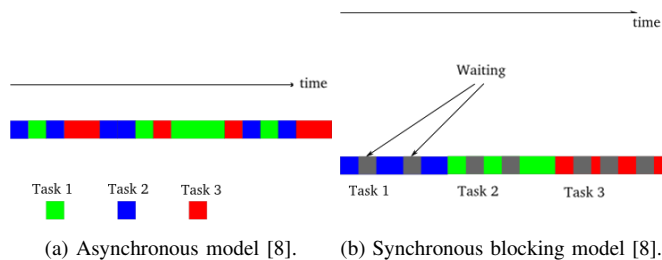 time
Task 1 Task 2 Task 3
(a) Asynchronous model [8].
time
Waiting
Task 1 Task 2 Task 3
(b) Synchronous blocking model [8].